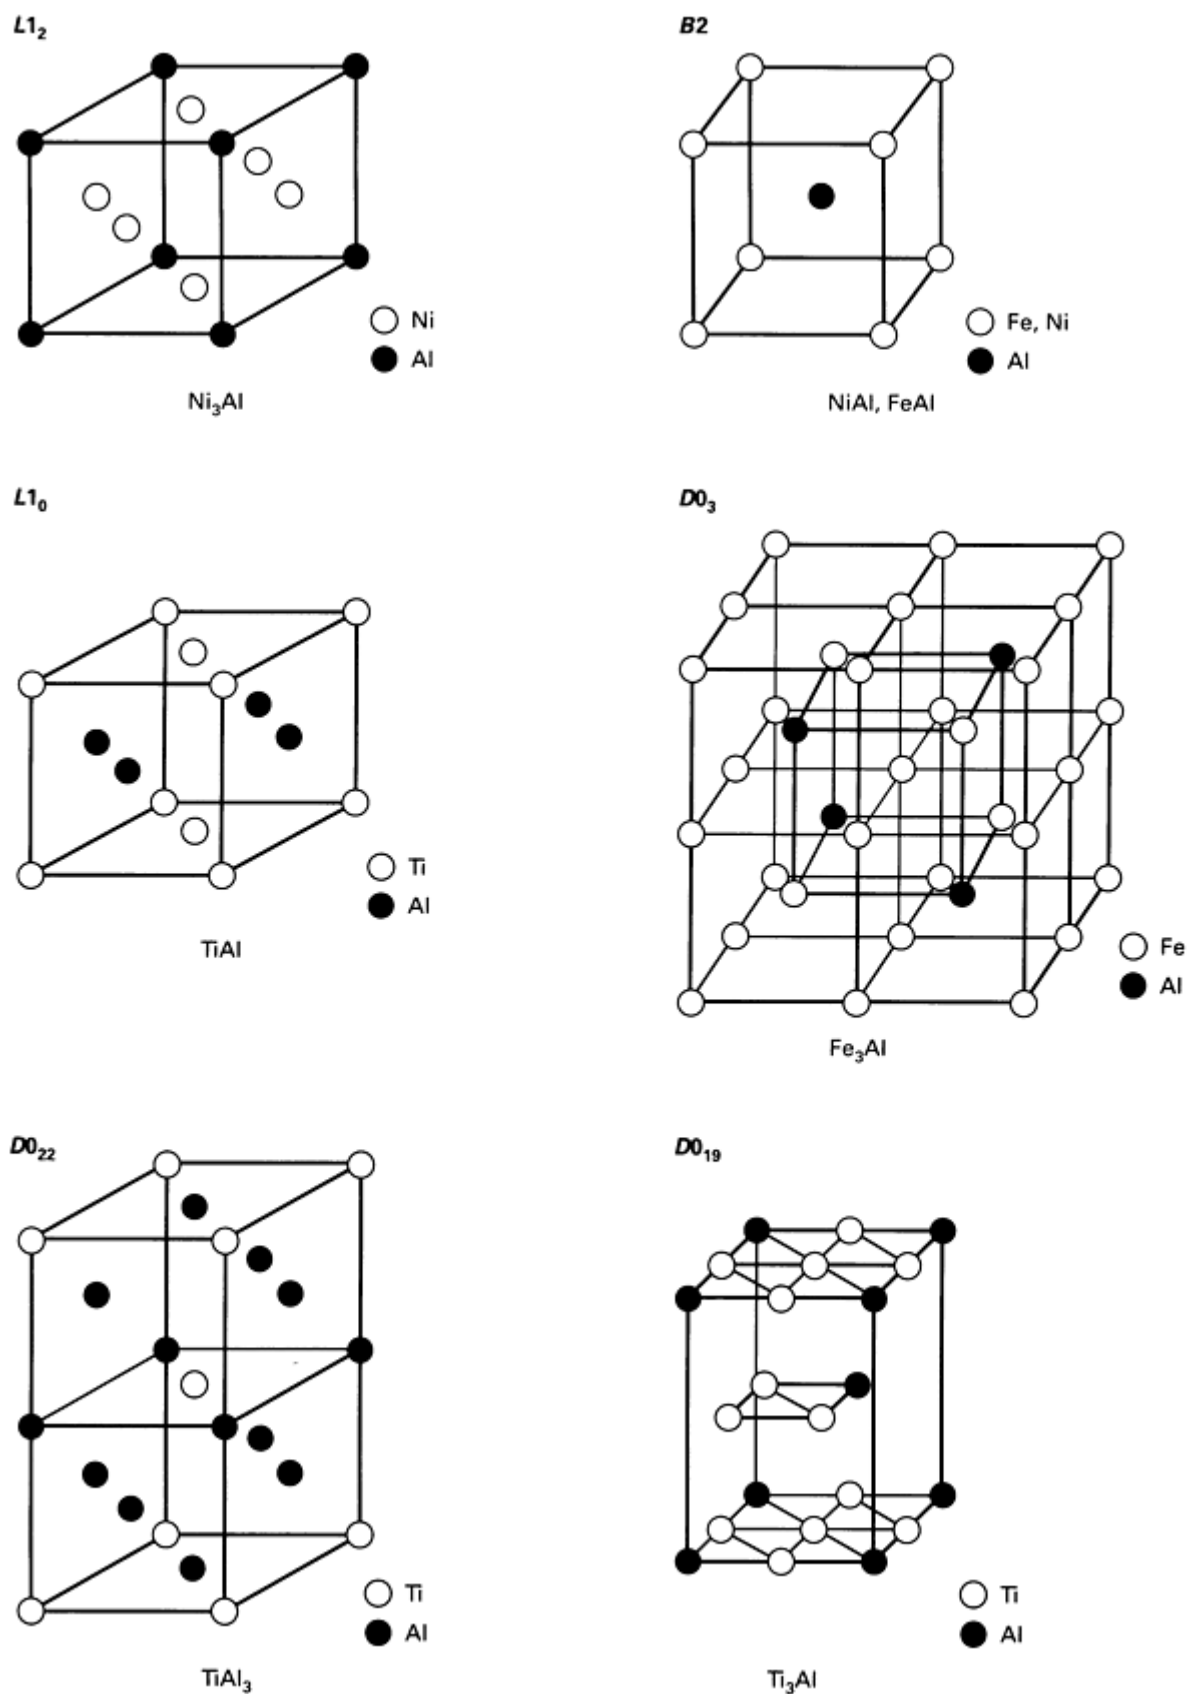 L1₂
Ni
Al
Ni₃Al
B2
Fe, Ni
Al
NiAl, FeAl
L1₀
Ti
Al
TiAl
D0₃
Fe
Al
Fe₃Al
D0₂₂
Ti
Al
TiAl₃
D0₁₉
Ti
Al
Ti₃Al